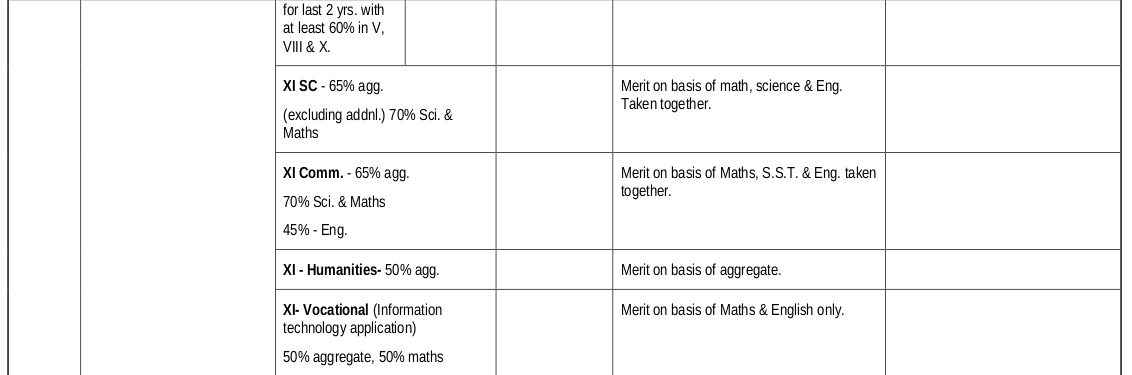 for last 2 yrs. with
at least 60% in V,
VIII & X.
XI SC - 65% agg.
(excluding addnl.) 70% Sci. &
Maths
Merit on basis of math, science & Eng.
Taken together.
XI Comm. - 65% agg.
70% Sci. & Maths
45% - Eng.
Merit on basis of Maths, S.S.T. & Eng. taken
together.
XI - Humanities- 50% agg.
Merit on basis of aggregate.
XI- Vocational (Information
technology application)
50% aggregate, 50% maths
Merit on basis of Maths & English only.